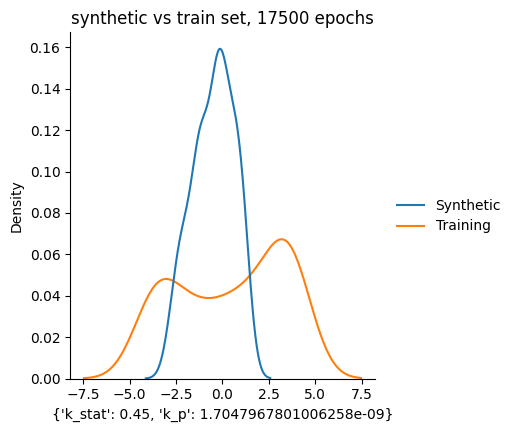 synthetic vs train set, 17500 epochs
0.16
0.14
0.12
0.10
0.08
0.06
0.04
0.02
0.00
Density
Synthetic
Training
−7.5 −5.0 −2.5 0.0 2.5 5.0 7.5
{'k_stat': 0.45, 'k_p': 1.7047967801006258e-09}